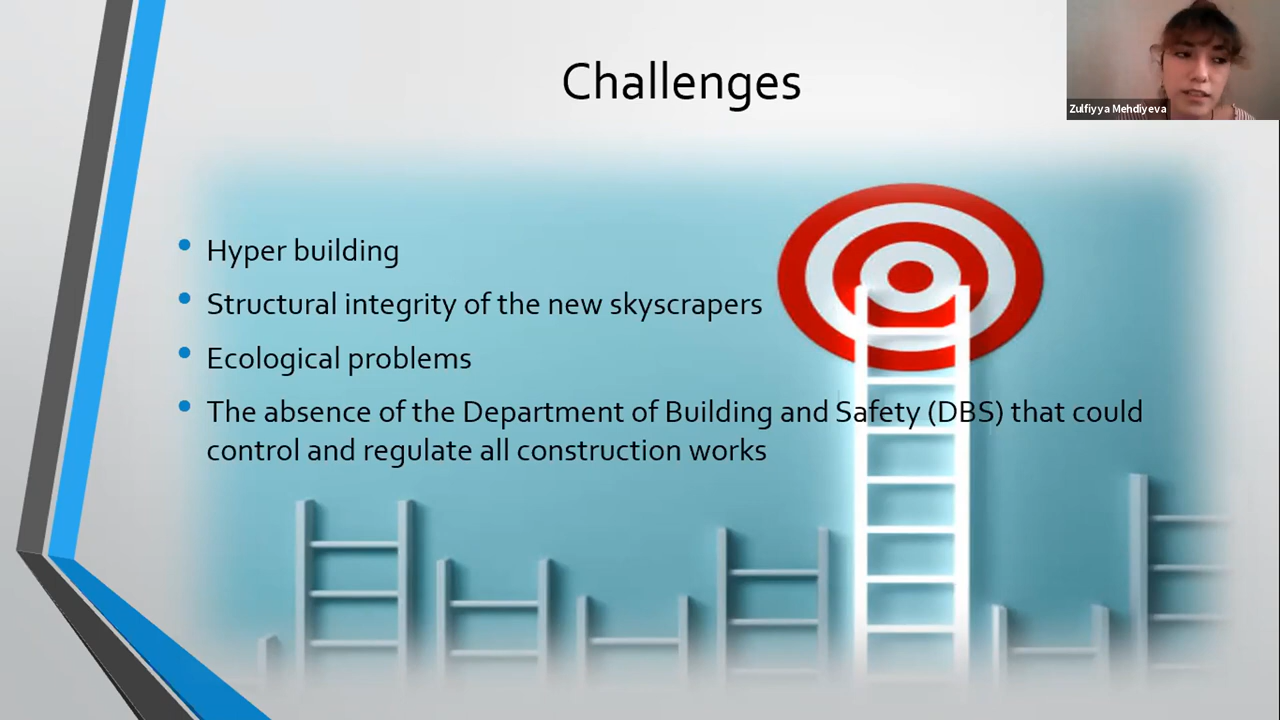 Challenges
Zulfiyya Mehdiyeva
Hyper building
Structural integrity of the new skyscrapers
Ecological problems
The absence of the Department of Building and Safety (DBS) that could
control and regulate all construction works